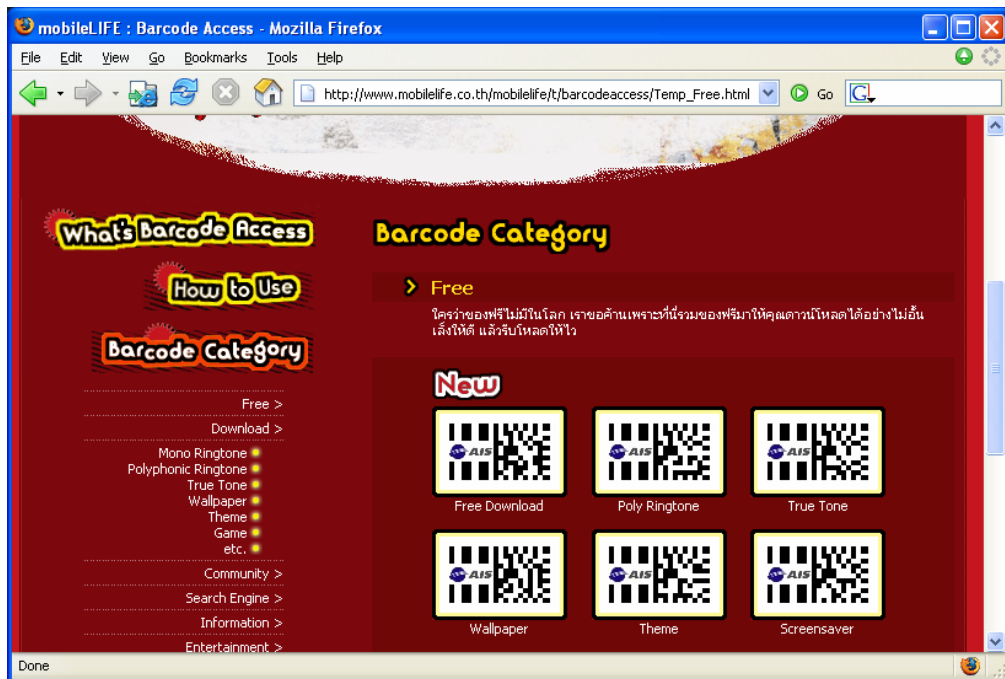 mobileLIFE : Barcode Access - Mozilla Firefox
File Edit View Go Bookmarks Tools Help
http://www.mobilelife.co.th/mobilelife/t/barcodeaccess/Temp_Free.html Go G
What's Barcode Access
How to Use
Barcode Category
Free >
Download >
Mono Ringtone
Polyphonic Ringtone
True Tone
Wallpaper
Theme
Game
etc.
Community >
Search Engine >
Information >
Entertainment >
Barcode Category
Free
ใครว่าของฟรีไม่มีในโลก เราขอค้านเพราะที่นี่รวมของฟรีมาให้คุณดาวน์โหลดได้อย่างไม่อั้น
เล็งให้ดี แล้วรีบโหลดให้ไว
New
AIS AIS AIS
Free Download Poly Ringtone True Tone
AIS AIS AIS
Wallpaper Theme Screensaver
Done